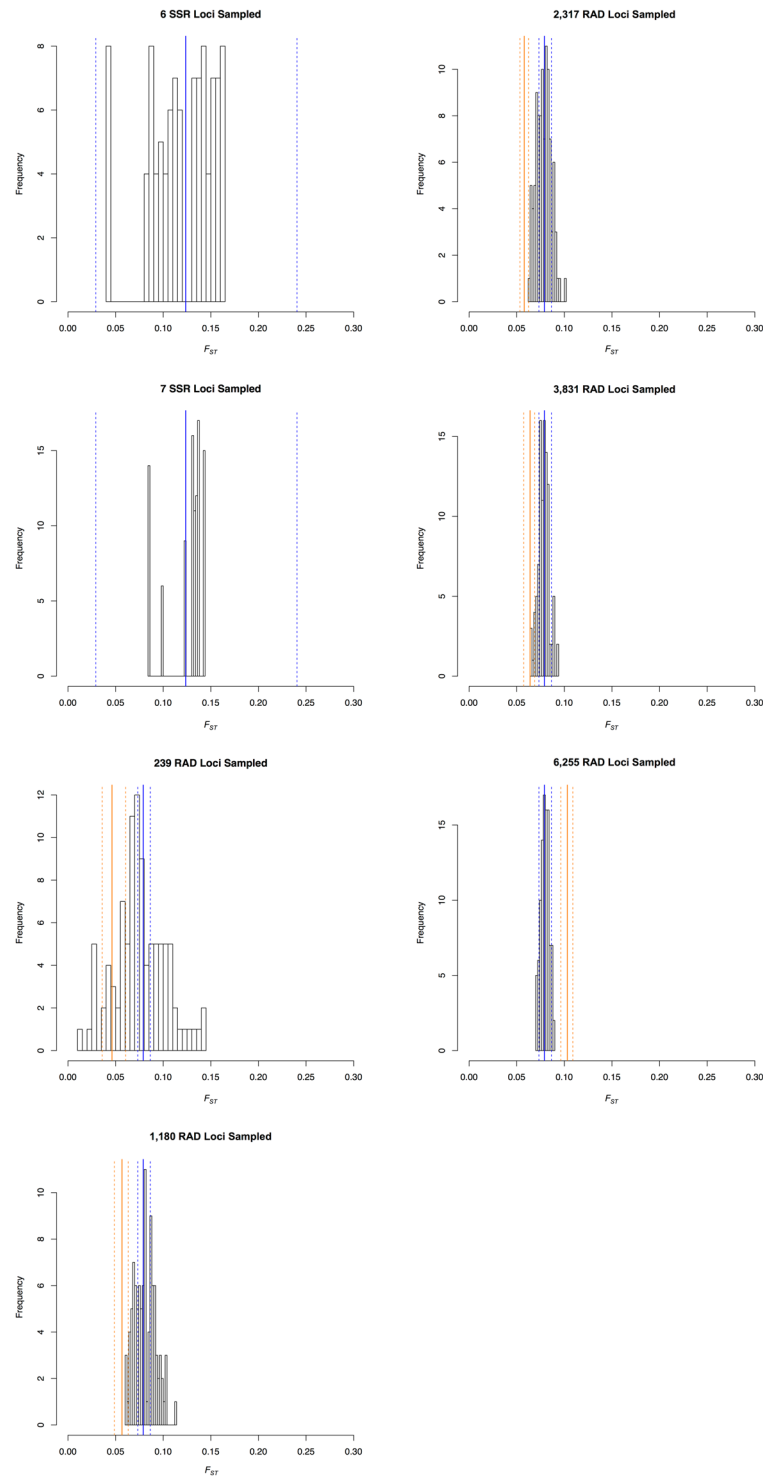 6 SSR Loci Sampled
Frequency
0 2 4 6 8
0.00 0.05 0.10 0.15 0.20 0.25 0.30
FST
2,317 RAD Loci Sampled
Frequency
0 2 4 6 8 10
0.00 0.05 0.10 0.15 0.20 0.25 0.30
FST
7 SSR Loci Sampled
Frequency
0 5 10 15
0.00 0.05 0.10 0.15 0.20 0.25 0.30
FST
3,831 RAD Loci Sampled
Frequency
0 5 10 15
0.00 0.05 0.10 0.15 0.20 0.25 0.30
FST
239 RAD Loci Sampled
Frequency
0 2 4 6 8 10 12
0.00 0.05 0.10 0.15 0.20 0.25 0.30
FST
6,255 RAD Loci Sampled
Frequency
0 5 10 15
0.00 0.05 0.10 0.15 0.20 0.25 0.30
FST
1,180 RAD Loci Sampled
Frequency
0 2 4 6 8 10
0.00 0.05 0.10 0.15 0.20 0.25 0.30
FST